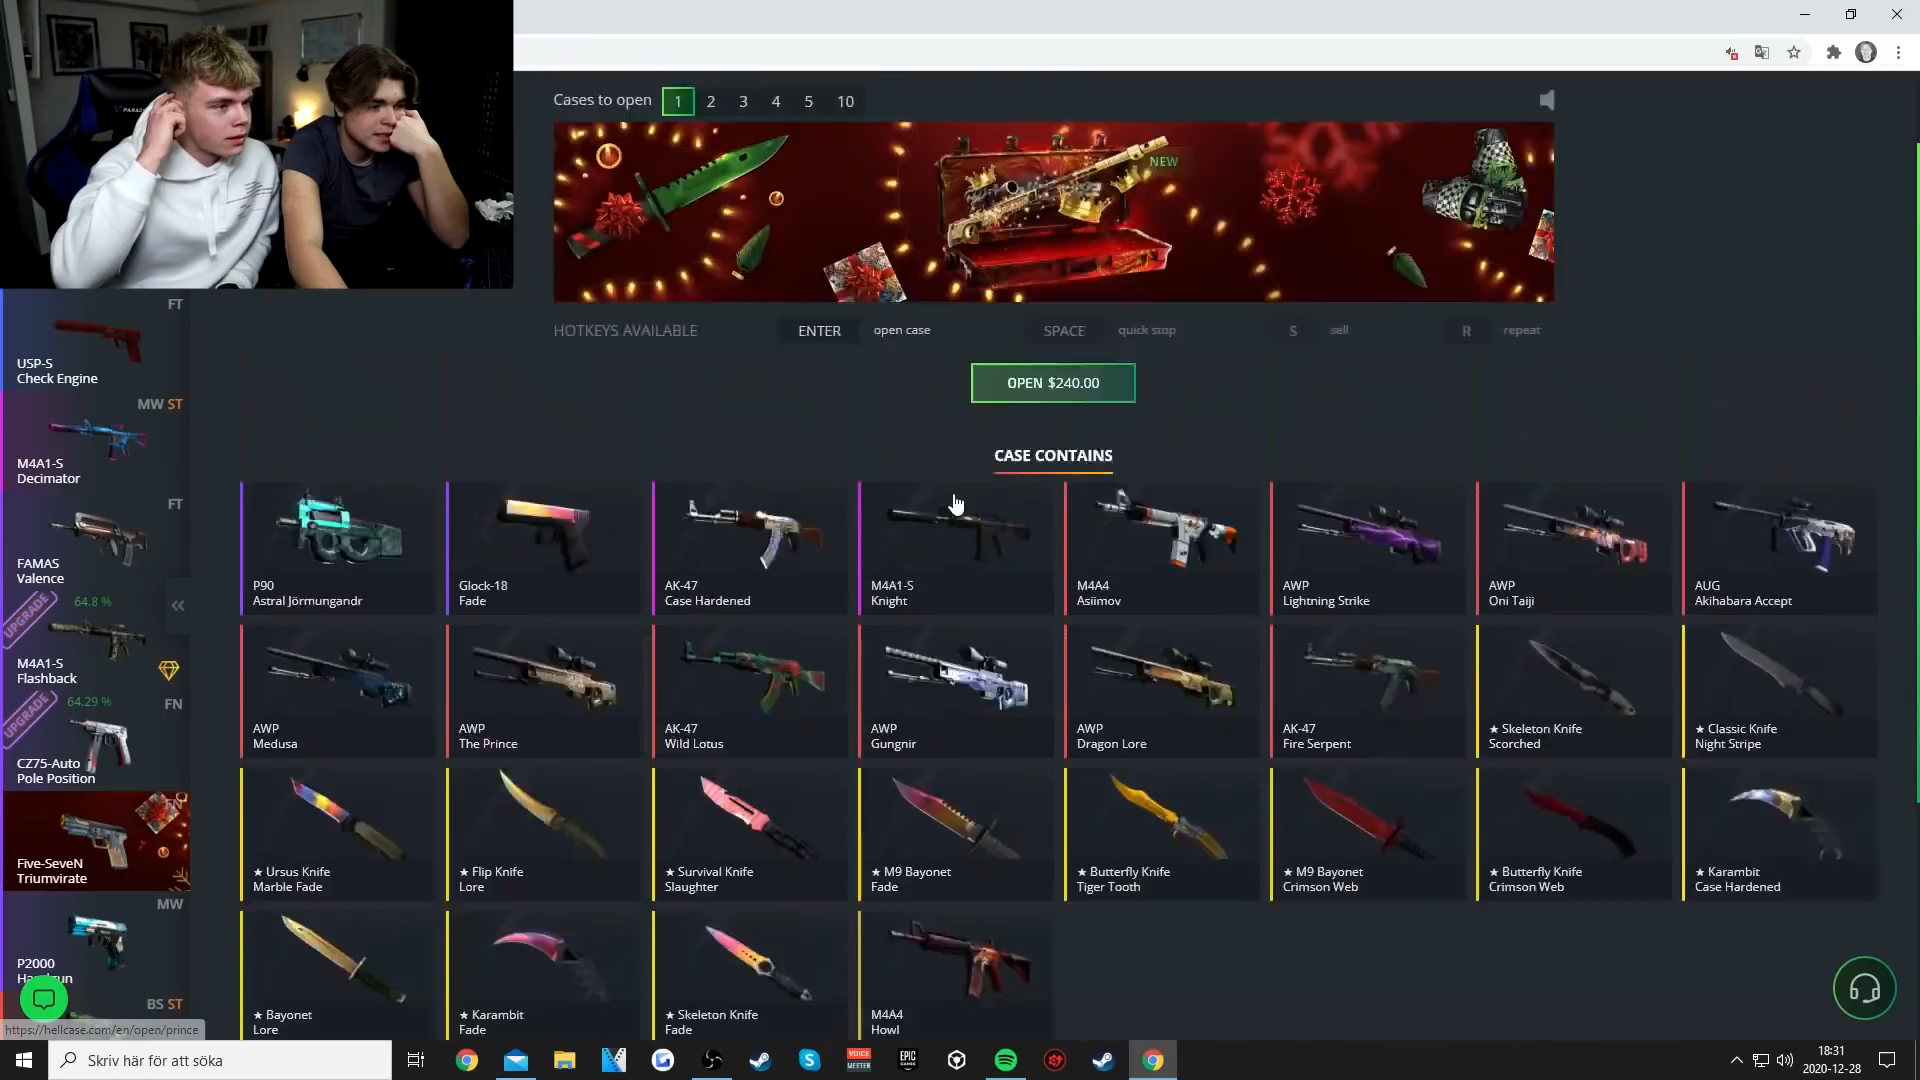 Cases to open 1 2 3 4 5 10
NEW
HOTKEYS AVAILABLE ENTER open case SPACE quick stop S sell R repeat
OPEN $240.00
CASE CONTAINS
FT
USP-S
Check Engine
MW ST
M4A1-S
Decimator
FT
FAMAS
Valence
64.8 %
UPGRADE
M4A1-S
Flashback
64.29 %
UPGRADE
FN
CZ75-Auto
Pole Position
FN
Five-SeveN
Triumvirate
MW
P2000
BS ST
P90
Astral Jörmungandr
Glock-18
Fade
AK-47
Case Hardened
M4A1-S
Knight
M4A4
Asiimov
AWP
Lightning Strike
AWP
Oni Taiji
AUG
Akihabara Accept
AWP
Medusa
AWP
The Prince
AK-47
Wild Lotus
AWP
Gungnir
AWP
Dragon Lore
AK-47
Fire Serpent
★ Skeleton Knife
Scorched
★ Classic Knife
Night Stripe
★ Ursus Knife
Marble Fade
★ Flip Knife
Lore
★ Survival Knife
Slaughter
★ M9 Bayonet
Fade
★ Butterfly Knife
Tiger Tooth
★ M9 Bayonet
Crimson Web
★ Butterfly Knife
Crimson Web
★ Karambit
Case Hardened
★ Bayonet
Lore
★ Karambit
Fade
★ Skeleton Knife
Fade
M4A4
Howl
https://hellcase.com/en/open/prince
Skriv här för att söka
VOICE
MEETER
EPIC
GAMES
18:31
2020-12-28